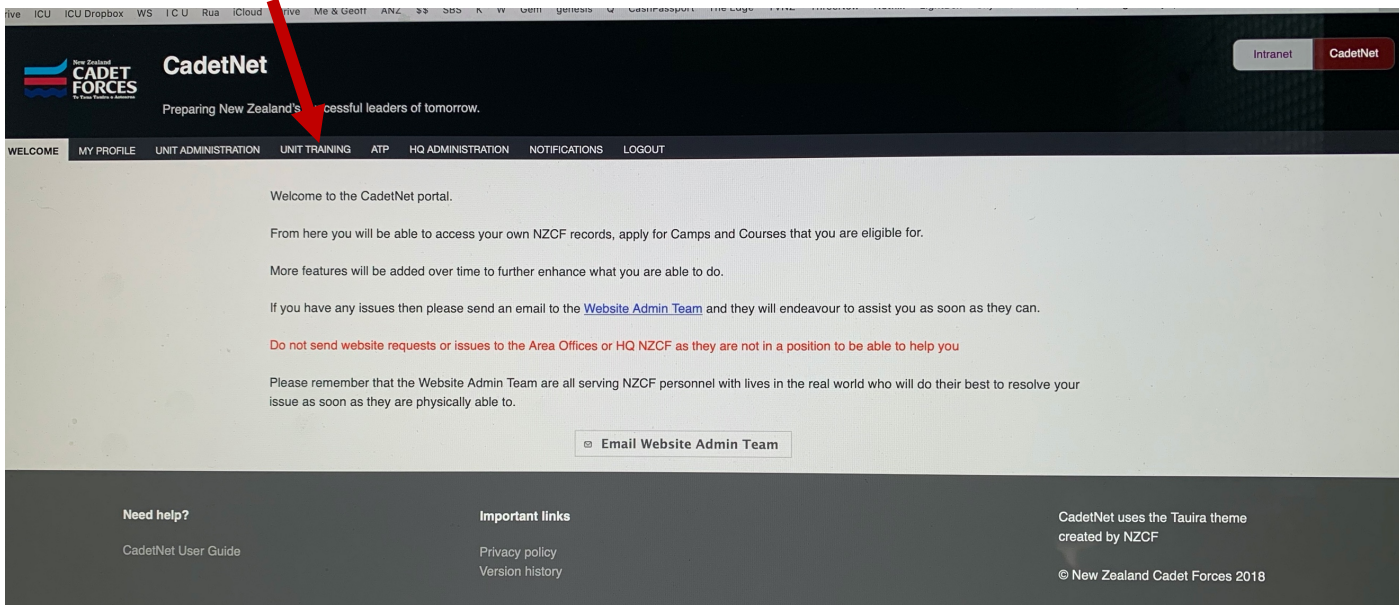 rive ICU ICU Dropbox WS I C U Rua iCloud Drive Me & Geoff ANZ $$ SBS K W Gem genesis Q CashPassport The Edge TVNZ ThreeNow
New Zealand
CADET
FORCES
CadetNet
Preparing New Zealand's cessful leaders of tomorrow.
Intranet CadetNet
WELCOME MY PROFILE UNIT ADMINISTRATION UNIT TRAINING ATP HQ ADMINISTRATION NOTIFICATIONS LOGOUT
Welcome to the CadetNet portal.
From here you will be able to access your own NZCF records, apply for Camps and Courses that you are eligible for.
More features will be added over time to further enhance what you are able to do.
If you have any issues then please send an email to the Website Admin Team and they will endeavour to assist you as soon as they can.
Do not send website requests or issues to the Area Offices or HQ NZCF as they are not in a position to be able to help you
Please remember that the Website Admin Team are all serving NZCF personnel with lives in the real world who will do their best to resolve your
issue as soon as they are physically able to.
Email Website Admin Team
Need help?
CadetNet User Guide
Important links
Privacy policy
Version history
CadetNet uses the Tauira theme
created by NZCF
© New Zealand Cadet Forces 2018